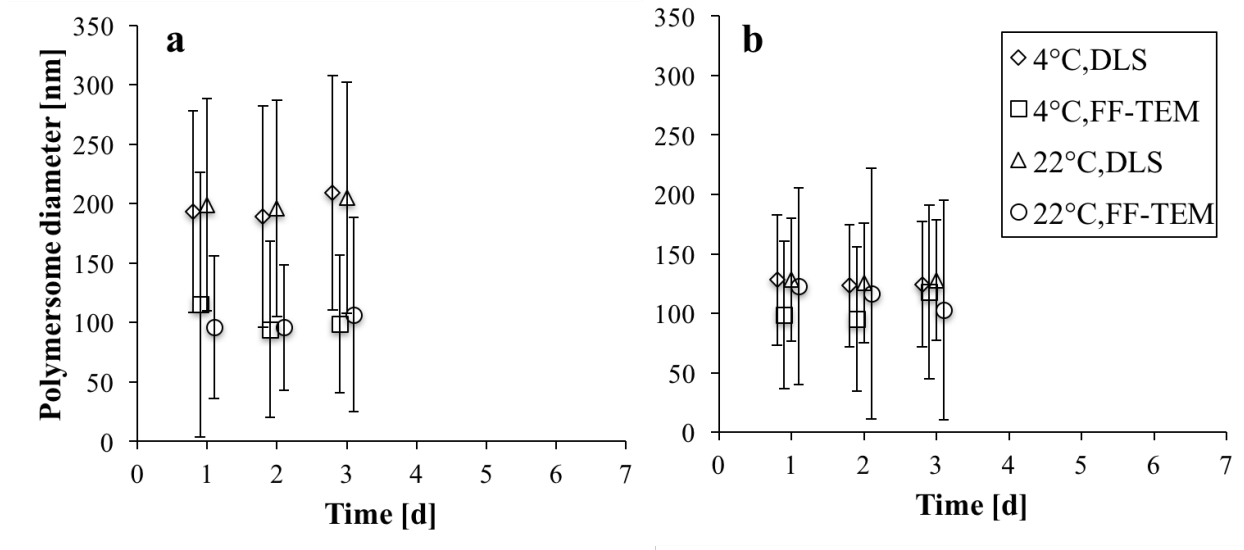 a
Polymersome diameter [nm]
350
300
250
200
150
100
50
0
0 1 2 3 4 5 6 7
Time [d]
b
350
300
250
200
150
100
50
0
0 1 2 3 4 5 6 7
Time [d]
4°C,DLS
4°C,FF-TEM
22°C,DLS
22°C,FF-TEM